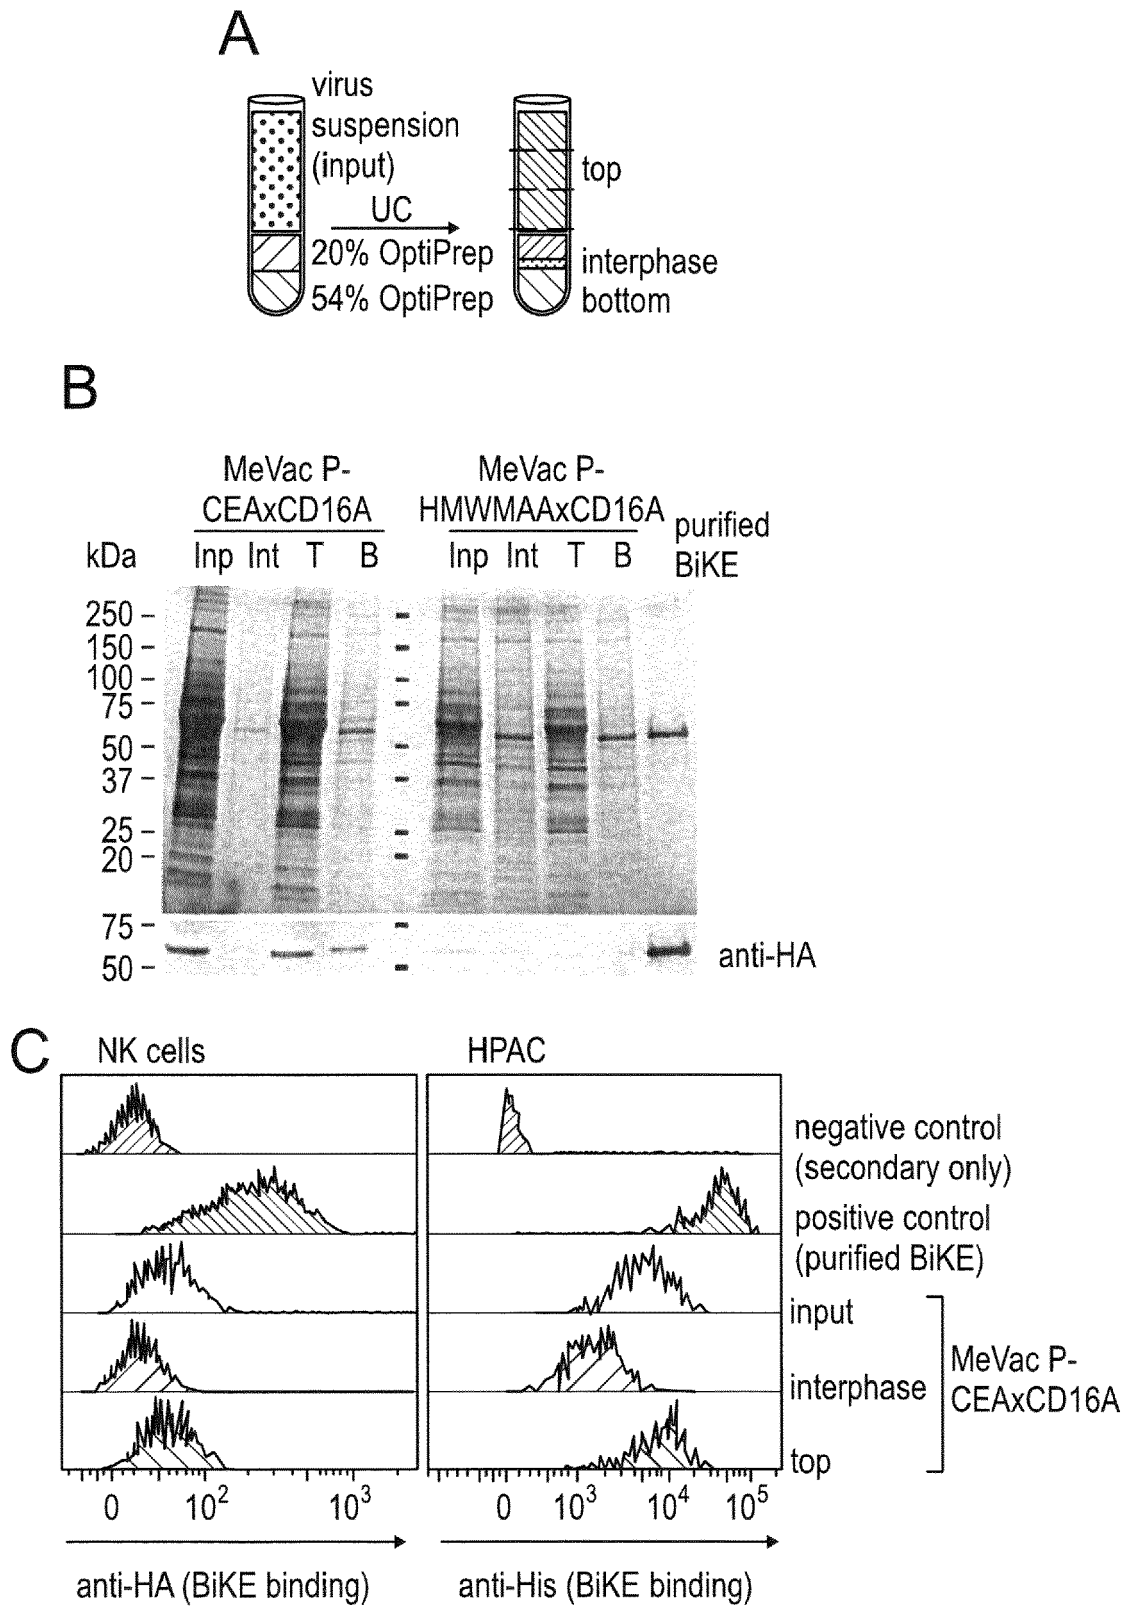 A
virus
suspension
(input)
UC
20% OptiPrep
54% OptiPrep
top
interphase
bottom
B
MeVac P-
CEAxCD16A
MeVac P-
HMWMAAxCD16A
purified
BiKE
kDa
Inp Int T B
Inp Int T B
250
150
100
75
50
37
25
20
75
50
anti-HA
C
NK cells
HPAC
negative control
(secondary only)
positive control
(purified BiKE)
input
interphase
top
MeVac P-
CEAxCD16A
0 10² 10³
0 10³ 10⁴ 10⁵
anti-HA (BiKE binding)
anti-His (BiKE binding)